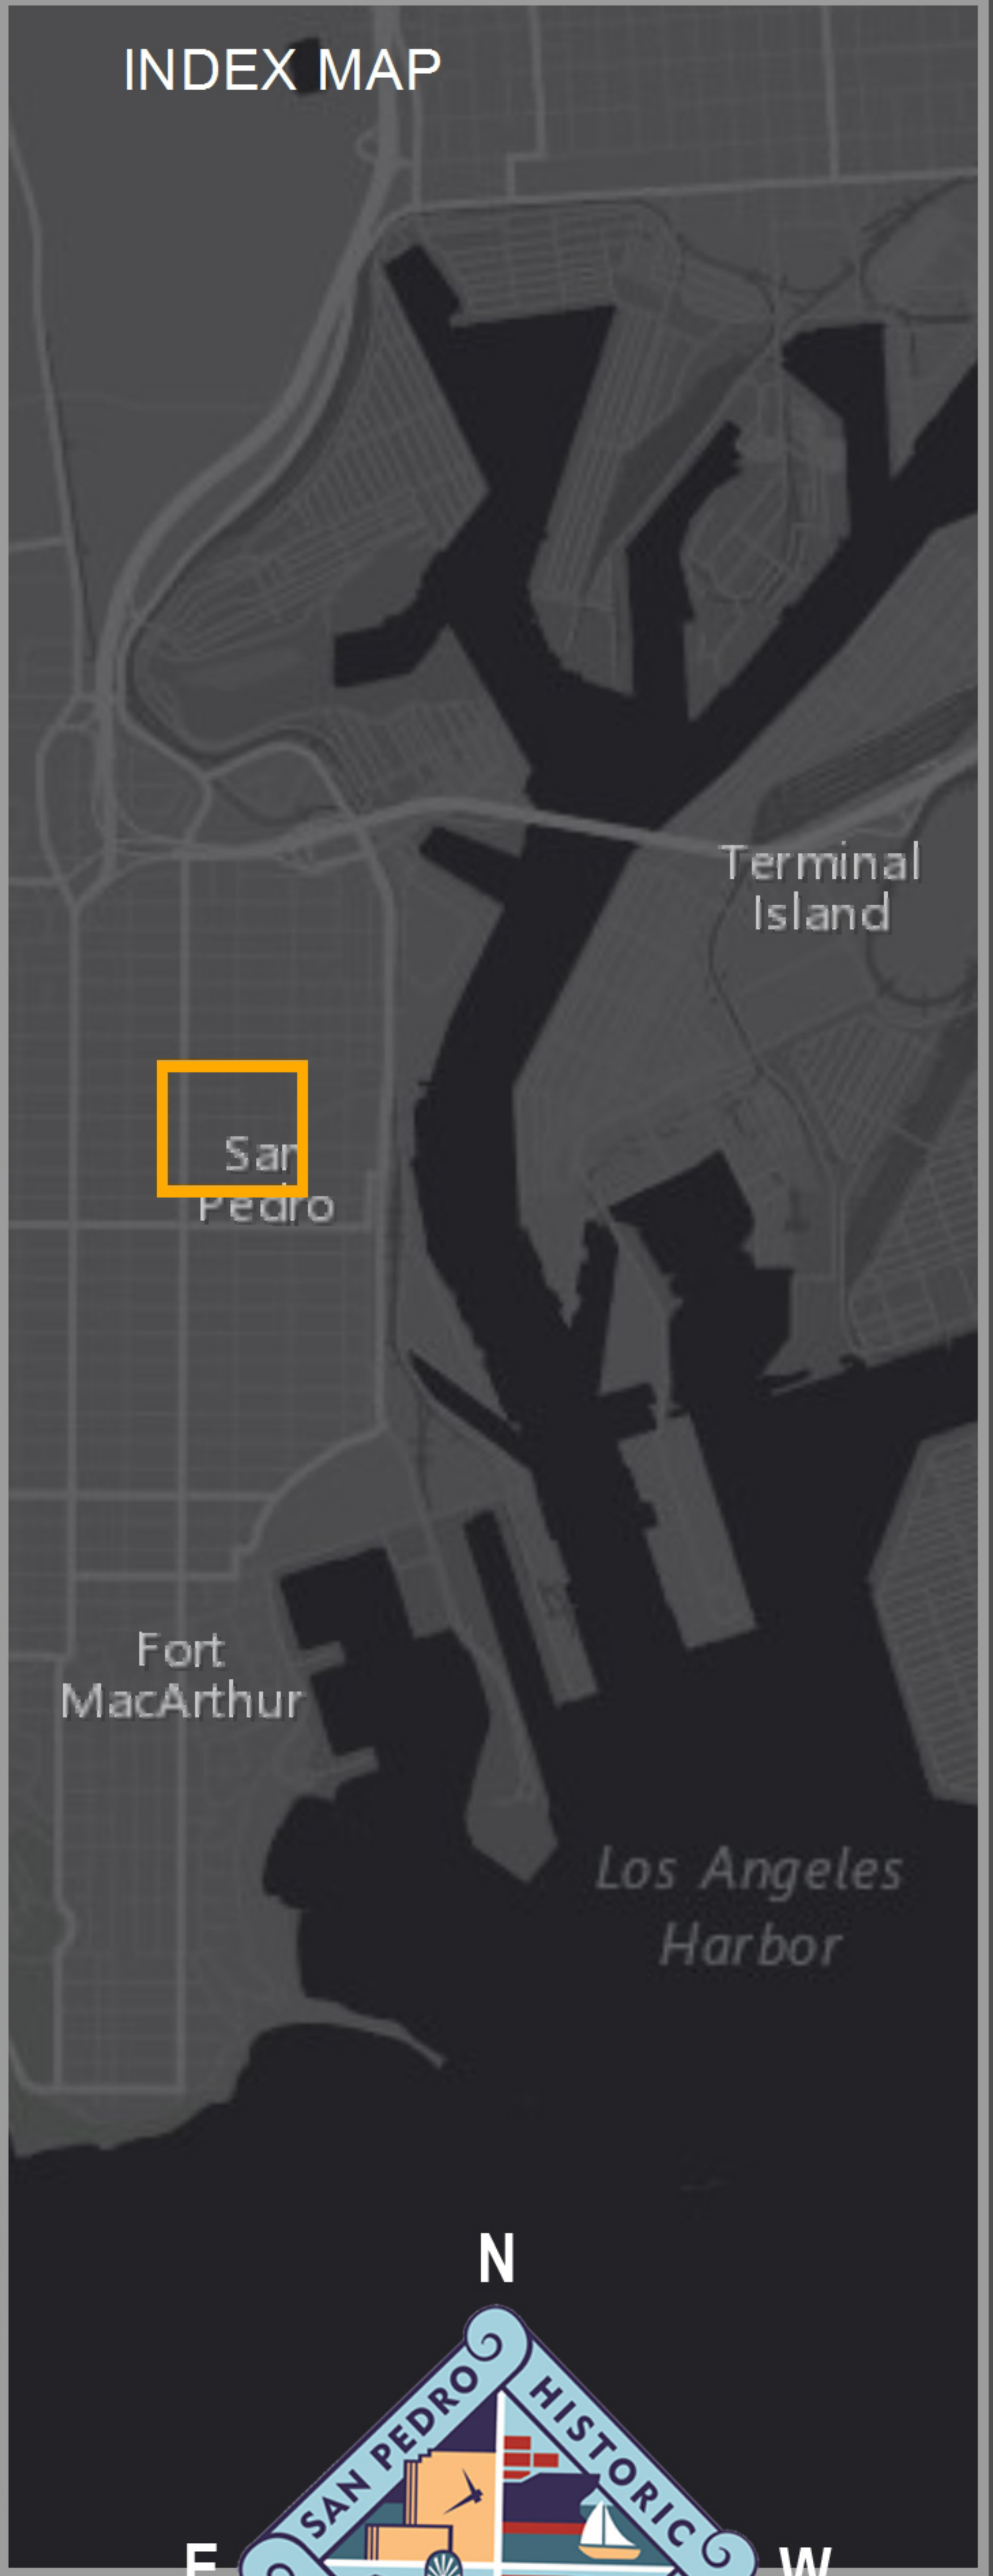 INDEX MAP
Terminal
Island
San
Pedro
Fort
MacArthur
Los Angeles
Harbor
N
SAN PEDRO
HISTORIC
E
W